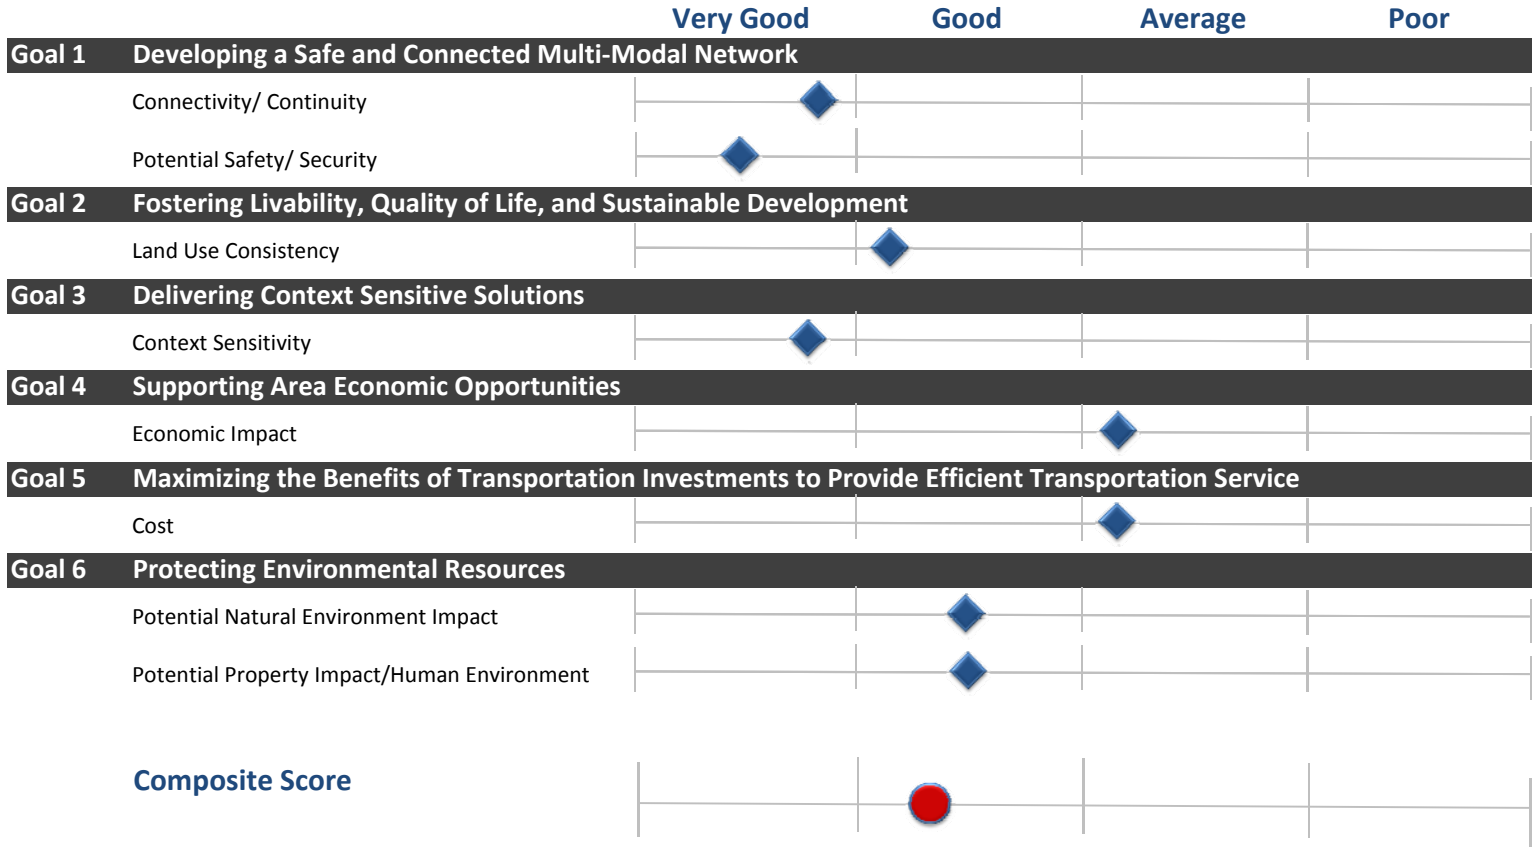 Very Good Good Average Poor
Goal 1 Developing a Safe and Connected Multi-Modal Network
Connectivity/ Continuity
Potential Safety/ Security
Goal 2 Fostering Livability, Quality of Life, and Sustainable Development
Land Use Consistency
Goal 3 Delivering Context Sensitive Solutions
Context Sensitivity
Goal 4 Supporting Area Economic Opportunities
Economic Impact
Goal 5 Maximizing the Benefits of Transportation Investments to Provide Efficient Transportation Service
Cost
Goal 6 Protecting Environmental Resources
Potential Natural Environment Impact
Potential Property Impact/Human Environment
Composite Score